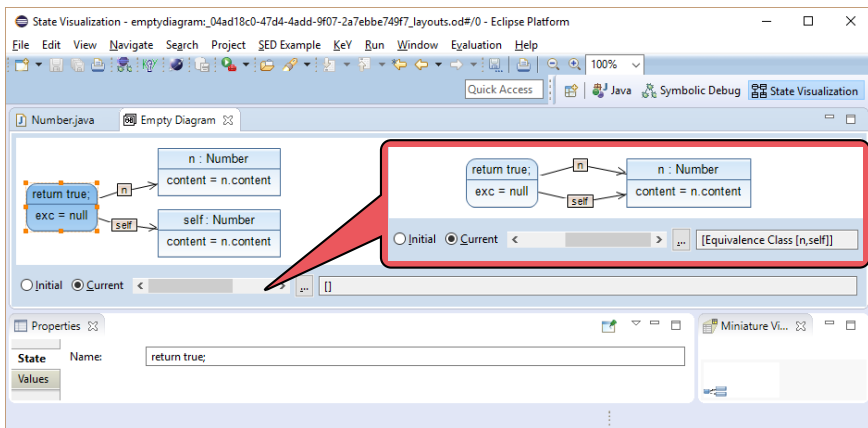 State Visualization - emptydiagram:_04ad18c0-47d4-4add-9f07-2a7ebbe749f7_layouts.od#/0 - Eclipse Platform
File Edit View Navigate Search Project SED Example KeY Run Window Evaluation Help
100%
Quick Access Java Symbolic Debug State Visualization
Number.java Empty Diagram
n : Number
content = n.content
return true;
exc = null
n
self
self : Number
content = n.content
return true;
exc = null
n
self
n : Number
content = n.content
Initial Current < > ... [Equivalence Class [n,self]]
Initial Current < > ... []
Properties
Miniature Vi...
State
Name: return true;
Values